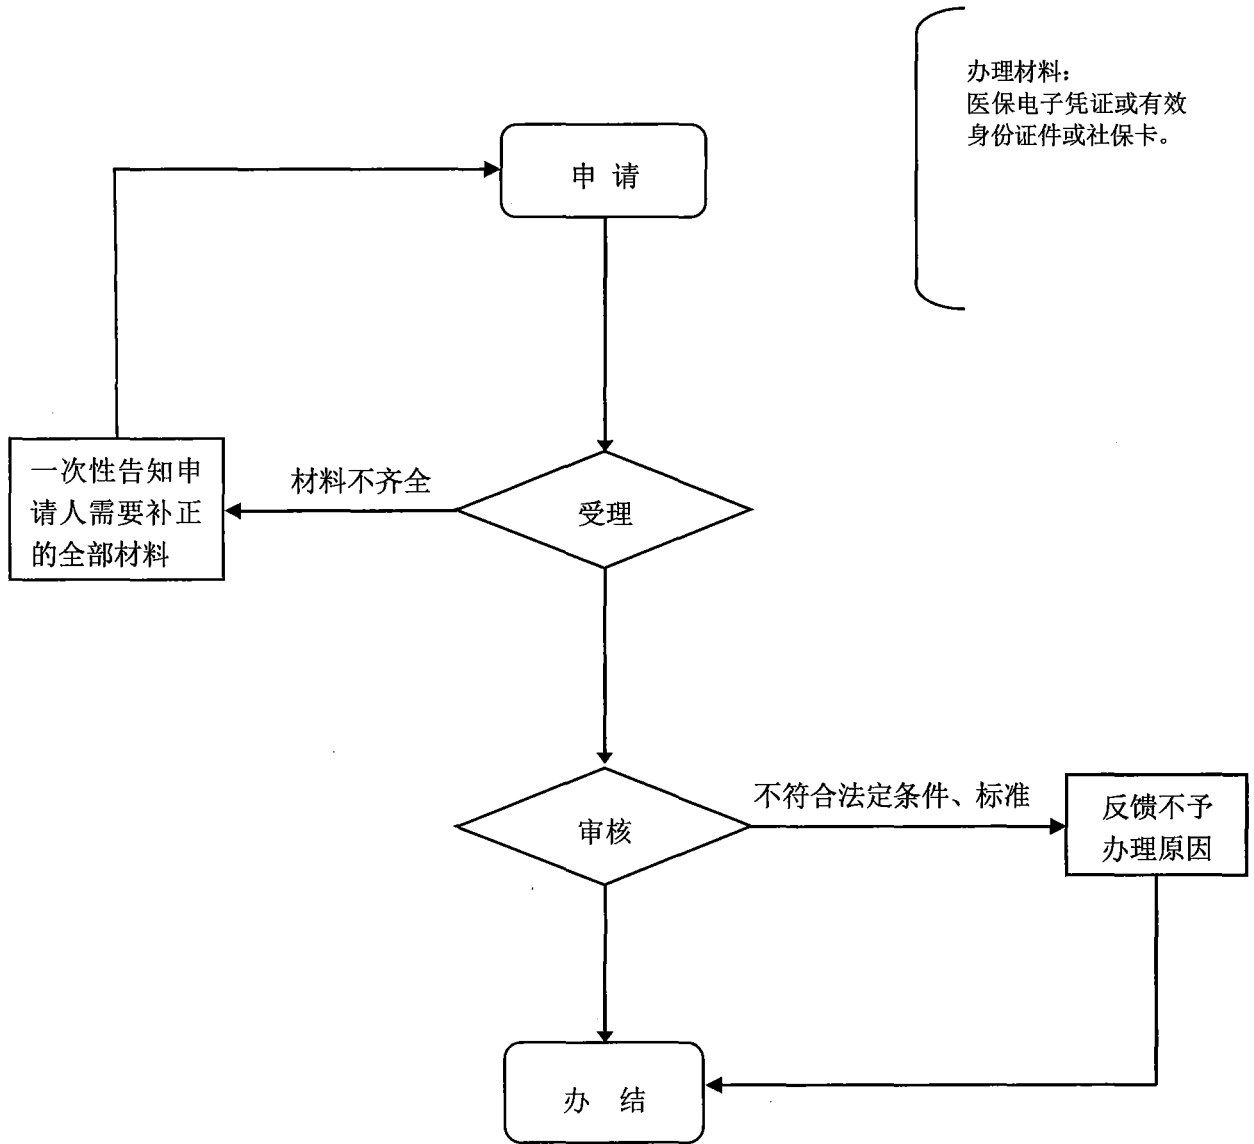 办理材料：
医保电子凭证或有效
身份证件或社保卡。
申 请
一次性告知申
请人需要补正
的全部材料
材料不齐全
受理
不符合法定条件、标准
审核
反馈不予
办理原因
办 结